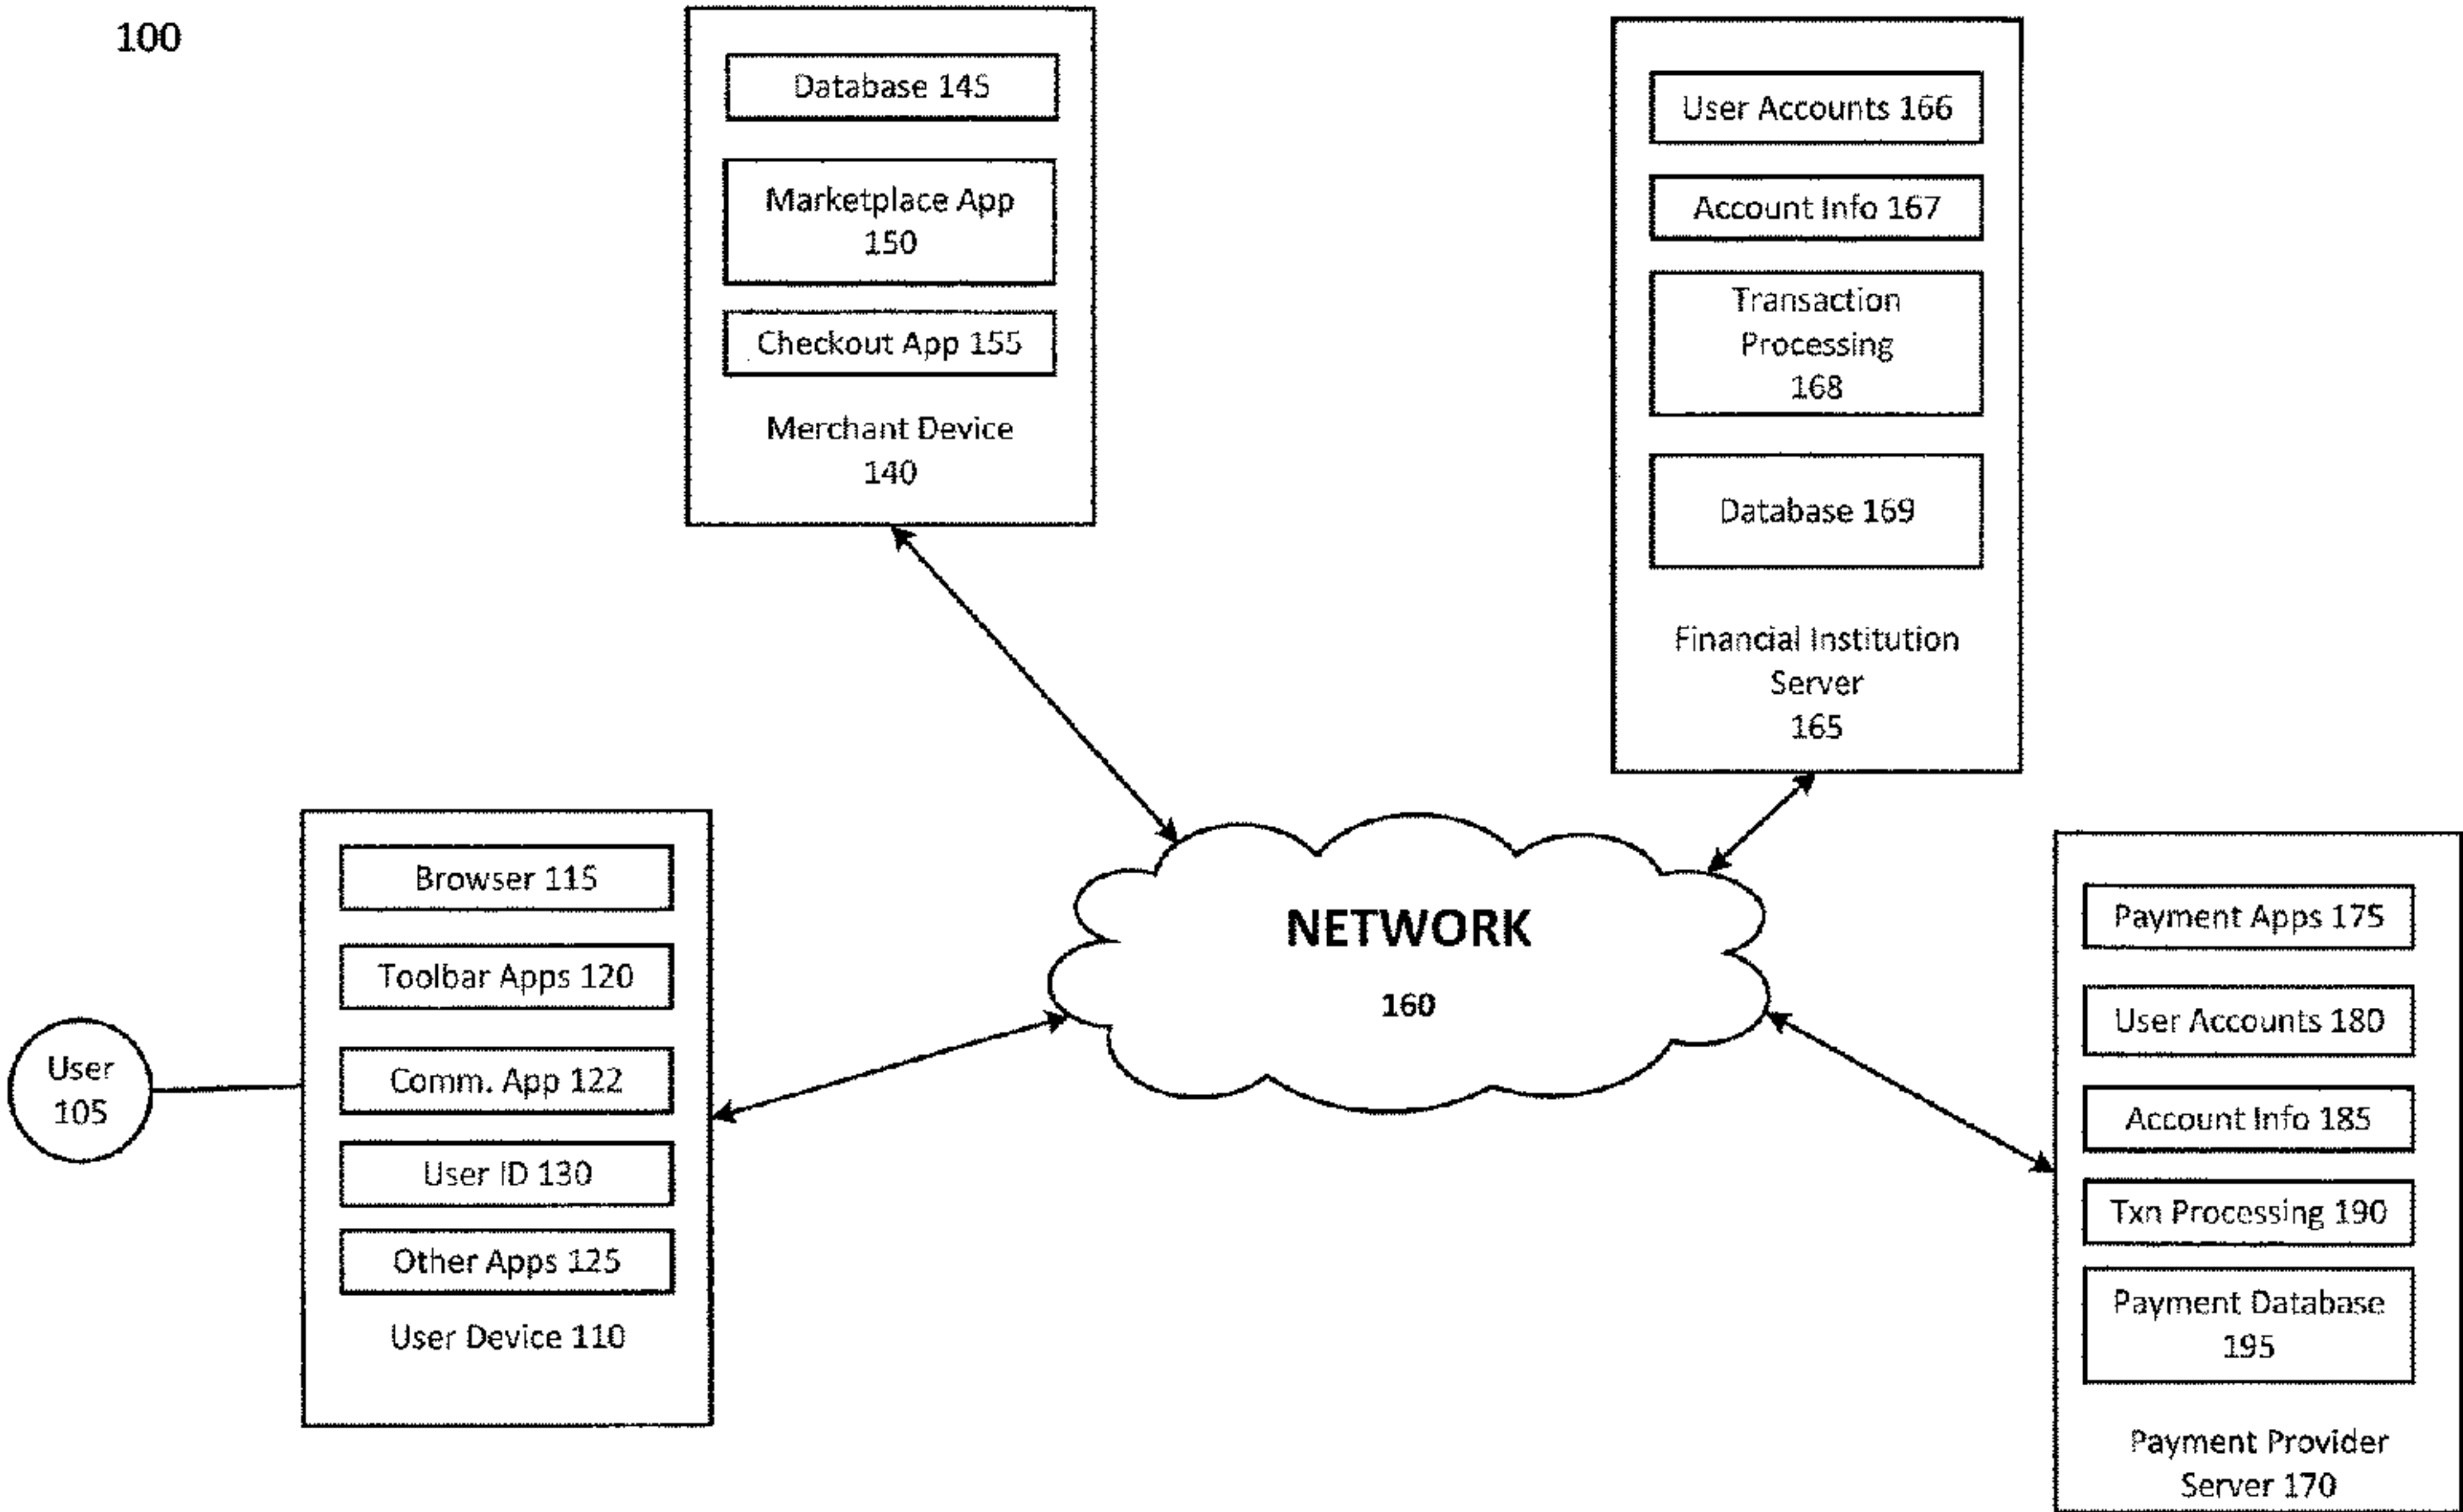 100
Database 145
Marketplace App
150
Checkout App 155
Merchant Device
140
User Accounts 166
Account Info 167
Transaction
Processing
168
Database 169
Financial Institution
Server
165
User
105
Browser 115
Toolbar Apps 120
Comm. App 122
User ID 130
Other Apps 125
User Device 110
NETWORK
160
Payment Apps 175
User Accounts 180
Account Info 185
Txn Processing 190
Payment Database
195
Payment Provider
Server 170